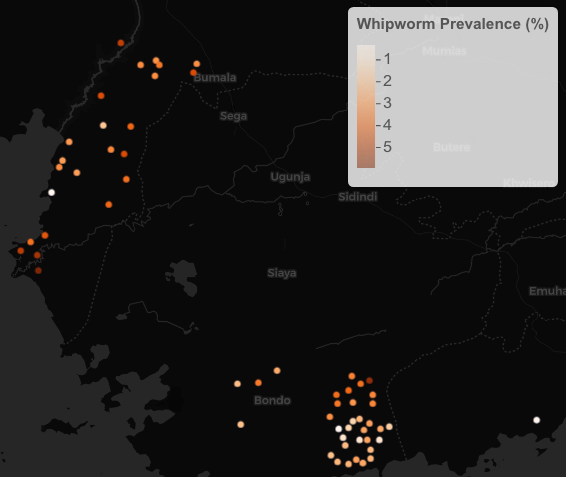 Whipworm Prevalence (%)
1
2
3
4
5
Mumias
Bumala
Sega
Butere
Ugunja
Sidindi
Siaya
Emuha
Bondo